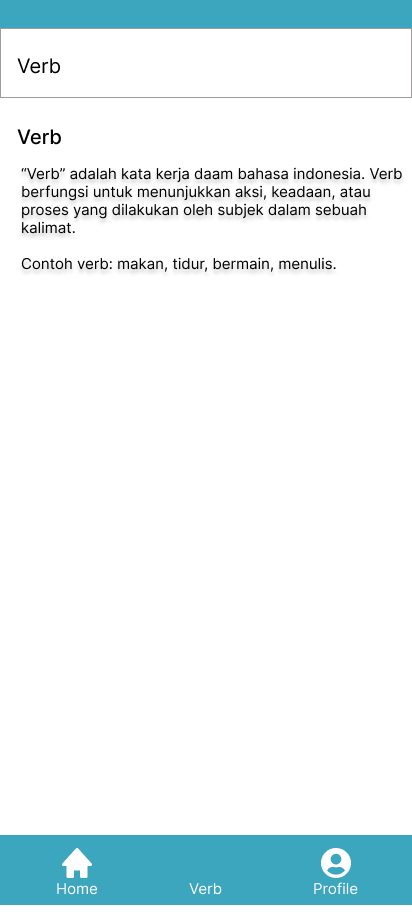 Verb
Verb
“Verb” adalah kata kerja daam bahasa indonesia. Verb
berfungsi untuk menunjukkan aksi, keadaan, atau
proses yang dilakukan oleh subjek dalam sebuah
kalimat.
Contoh verb: makan, tidur, bermain, menulis.
Home Verb Profile